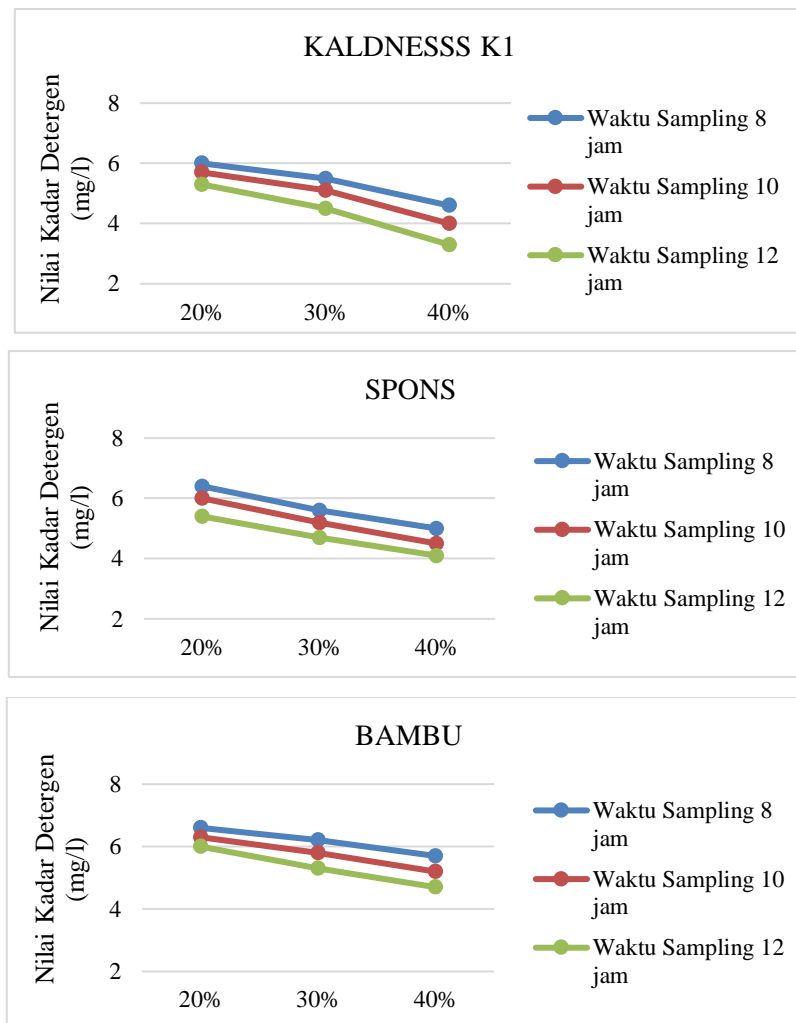 KALDNESSS K1
Nilai Kadar Detergen
(mg/l)
8
6
4
2
20%
30%
40%
Waktu Sampling 8
jam
Waktu Sampling 10
jam
Waktu Sampling 12
jam
SPONS
Nilai Kadar Detergen
(mg/l)
8
6
4
2
20%
30%
40%
Waktu Sampling 8
jam
Waktu Sampling 10
jam
Waktu Sampling 12
jam
BAMBU
Nilai Kadar Detergen
(mg/l)
8
6
4
2
20%
30%
40%
Waktu Sampling 8
jam
Waktu Sampling 10
jam
Waktu Sampling 12
jam